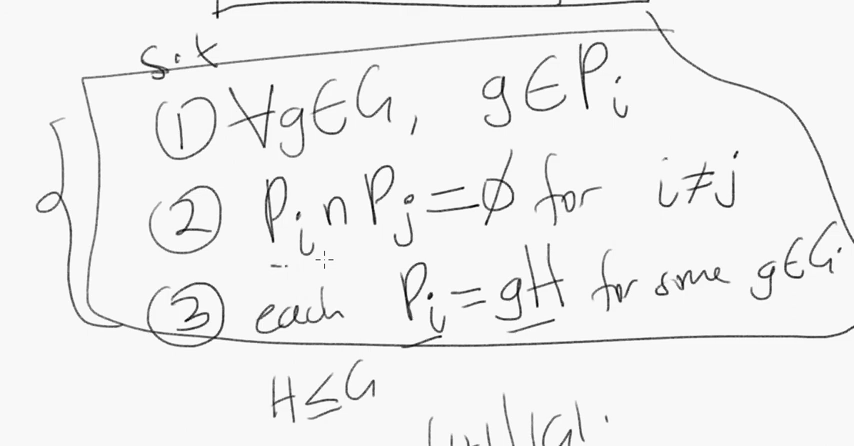 s.t
① ∀g∈G, g∈Pi
② Pi ∩ Pj = ∅ for i≠j
③ each Pi = gH for some g∈G.
H≤G
||G|.